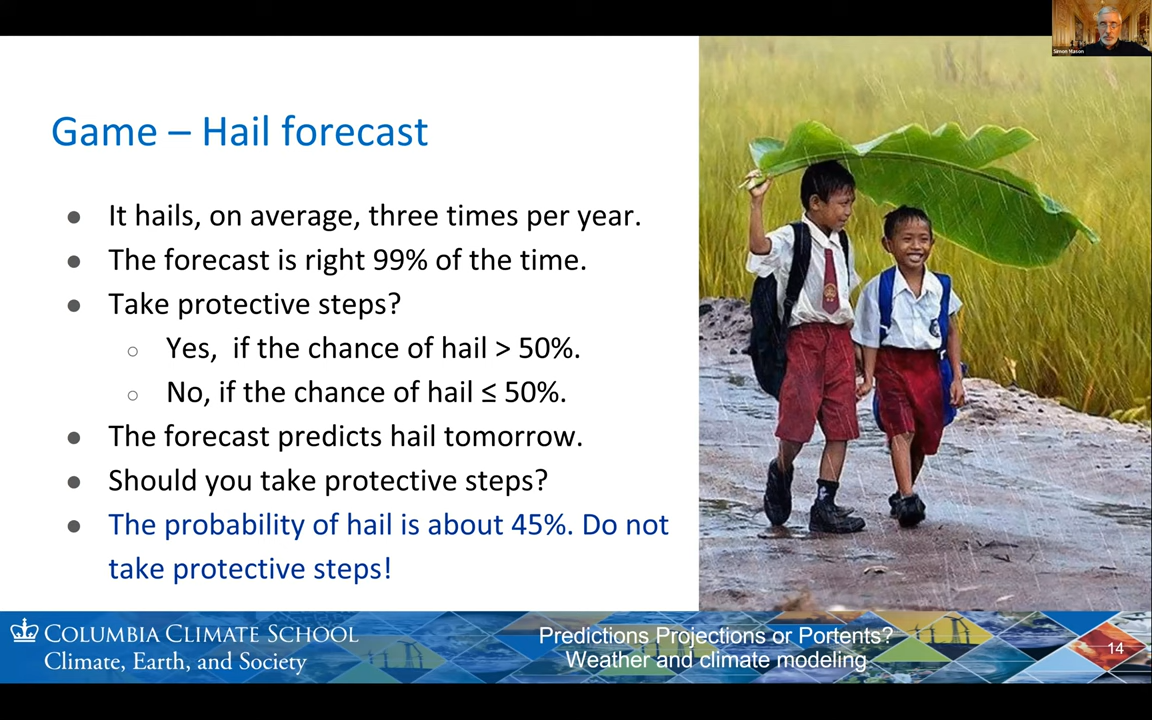 Simon Mason
Game – Hail forecast
● It hails, on average, three times per year.
● The forecast is right 99% of the time.
● Take protective steps?
○ Yes, if the chance of hail > 50%.
○ No, if the chance of hail ≤ 50%.
● The forecast predicts hail tomorrow.
● Should you take protective steps?
● The probability of hail is about 45%. Do not
take protective steps!
COLUMBIA CLIMATE SCHOOL
Climate, Earth, and Society
Predictions Projections or Portents?
Weather and climate modeling
14